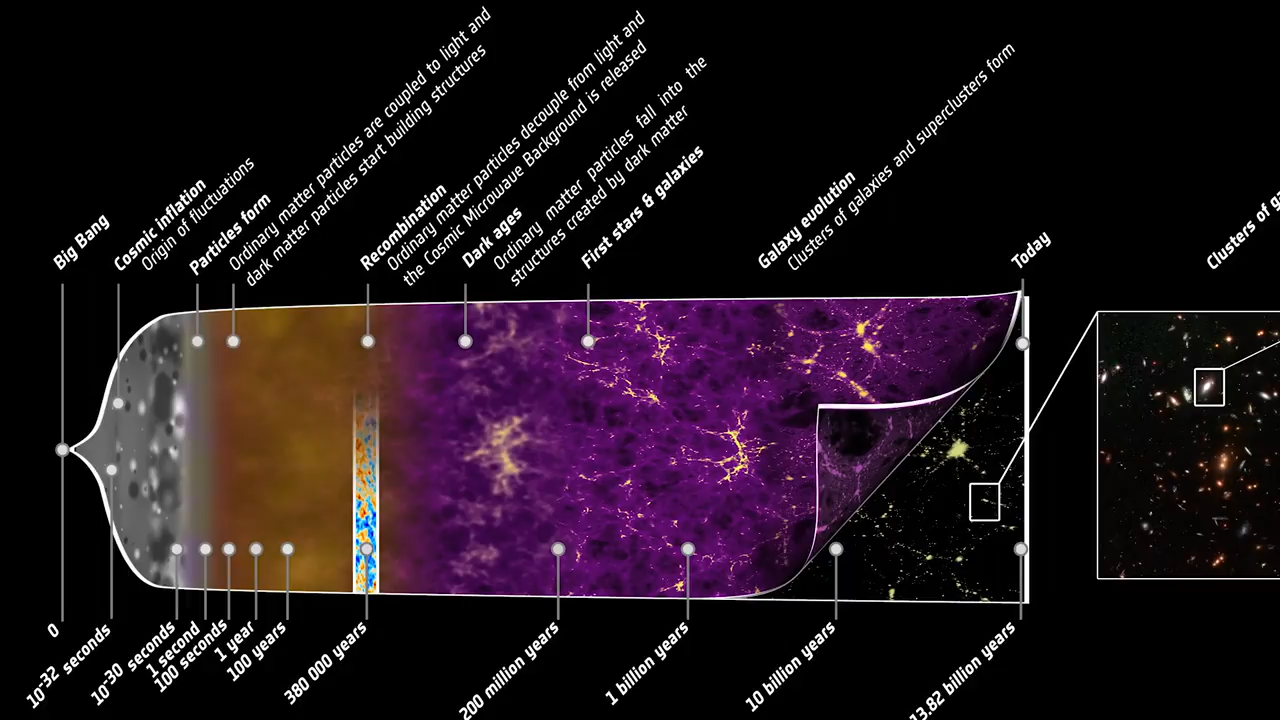 Big Bang
Cosmic inflation
Origin of fluctuations
Particles form
Ordinary matter particles are coupled to light and
dark matter particles start building structures
Recombination
Ordinary matter particles decouple from light and
the Cosmic Microwave Background is released
Dark ages
Ordinary matter particles fall into the
structures created by dark matter
First stars & galaxies
Galaxy evolution
Clusters of galaxies and superclusters form
Today
Clusters of
0
10-32 seconds
10-30 seconds
1 second
100 seconds
1 year
100 years
380 000 years
200 million years
1 billion years
10 billion years
13.82 billion years